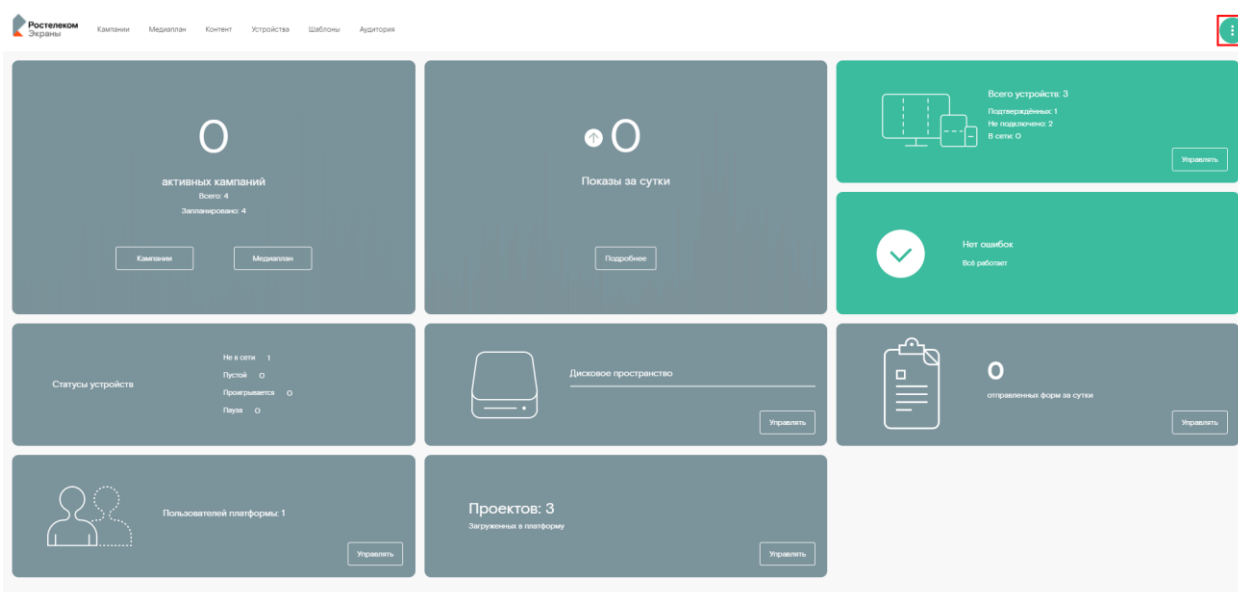 Ростелеком
Экраны
Кампании Медиаплан Контент Устройства Шаблоны Аудитория
0
активных кампаний
Всего: 4
Запланировано: 4
Кампании Медиаплан
0
Показы за сутки
Подробнее
Всего устройств: 3
Подтверждённых: 1
Не подключено: 2
В сети: 0
Управлять
Нет ошибок
Всё работает
Статусы устройств
Не в сети 1
Пустой 0
Проигрывается 0
Пауза 0
Дисковое пространство
Управлять
0
отправленных форм за сутки
Управлять
Пользователей платформы: 1
Управлять
Проектов: 3
Загруженных в платформу
Управлять